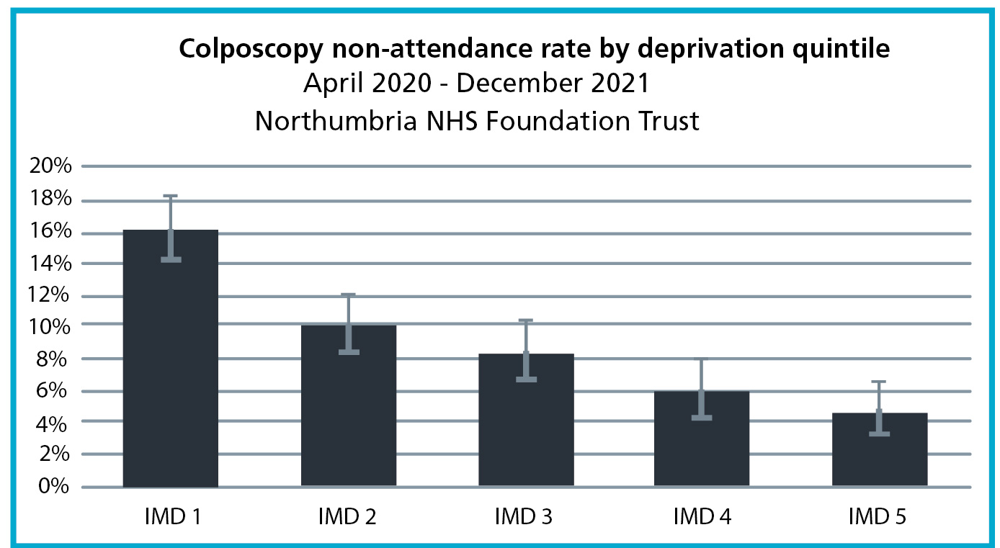 Colposcopy non-attendance rate by deprivation quintile
April 2020 - December 2021
Northumbria NHS Foundation Trust
20%
18%
16%
14%
12%
10%
8%
6%
4%
2%
0%
IMD 1 IMD 2 IMD 3 IMD 4 IMD 5